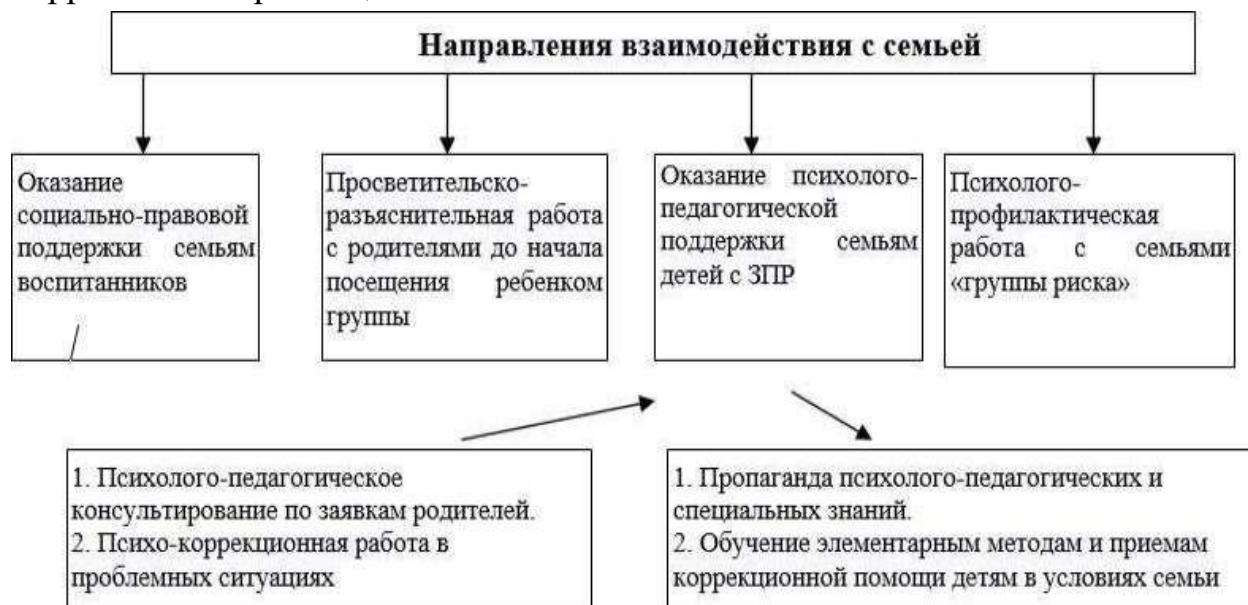 Направления взаимодействия с семьей
Оказание
социально-правовой
поддержки семьям
воспитанников
Просветительско-
разъяснительная работа
с родителями до начала
посещения ребенком
группы
Оказание психолого-
педагогической
поддержки семьям
детей с ЗПР
Психолого-
профилактическая
работа с семьями
«группы риска»
1. Психолого-педагогическое
консультирование по заявкам родителей.
2. Психо-коррекционная работа в
проблемных ситуациях
1. Пропаганда психолого-педагогических и
специальных знаний.
2. Обучение элементарным методам и приемам
коррекционной помощи детям в условиях семьи